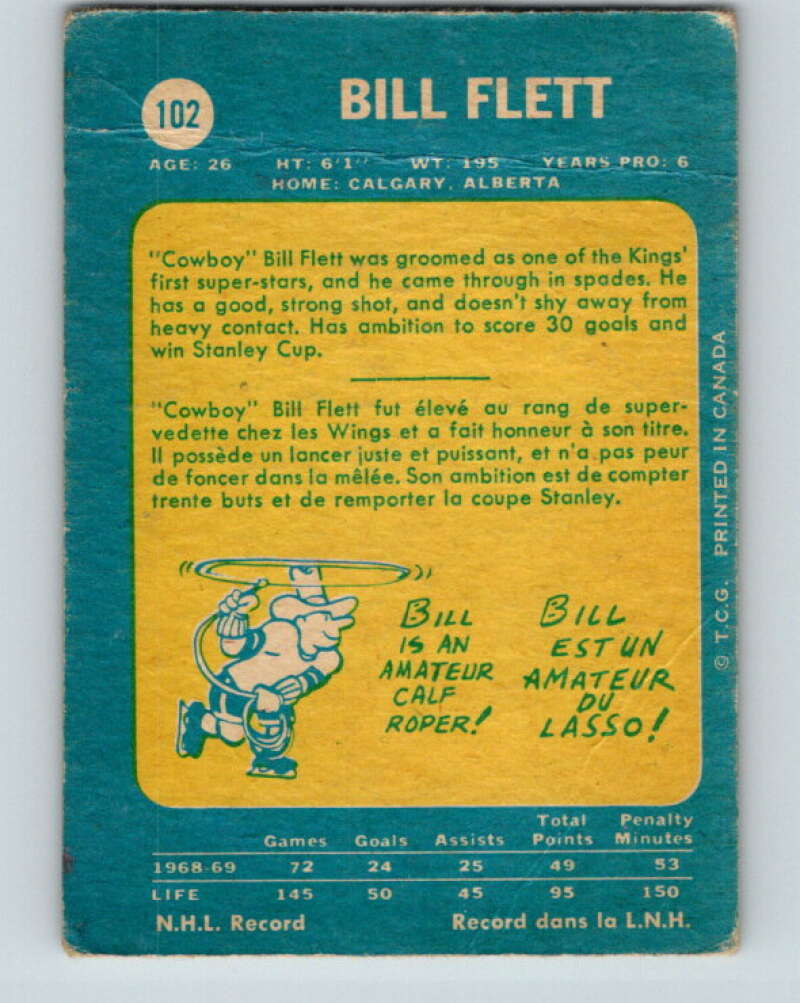 102
BILL FLETT
AGE: 26 HT: 6'1" WT: 195 YEARS PRO: 6
HOME: CALGARY, ALBERTA
"Cowboy" Bill Flett was groomed as one of the Kings'
first super-stars, and he came through in spades. He
has a good, strong shot, and doesn't shy away from
heavy contact. Has ambition to score 30 goals and
win Stanley Cup.
"Cowboy" Bill Flett fut élevé au rang de super-
vedette chez les Wings et a fait honneur à son titre.
Il possède un lancer juste et puissant, et n'a pas peur
de foncer dans la mêlée. Son ambition est de compter
trente buts et de remporter la coupe Stanley.
BILL
IS AN
AMATEUR
CALF
ROPER!
BILL
EST UN
AMATEUR
DU
LASSO!
© T.C.G. PRINTED IN CANADA
Total Penalty
Games Goals Assists Points Minutes
1968-69 72 24 25 49 53
LIFE 145 50 45 95 150
N.H.L. Record Record dans la L.N.H.